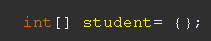 int[] student= {};